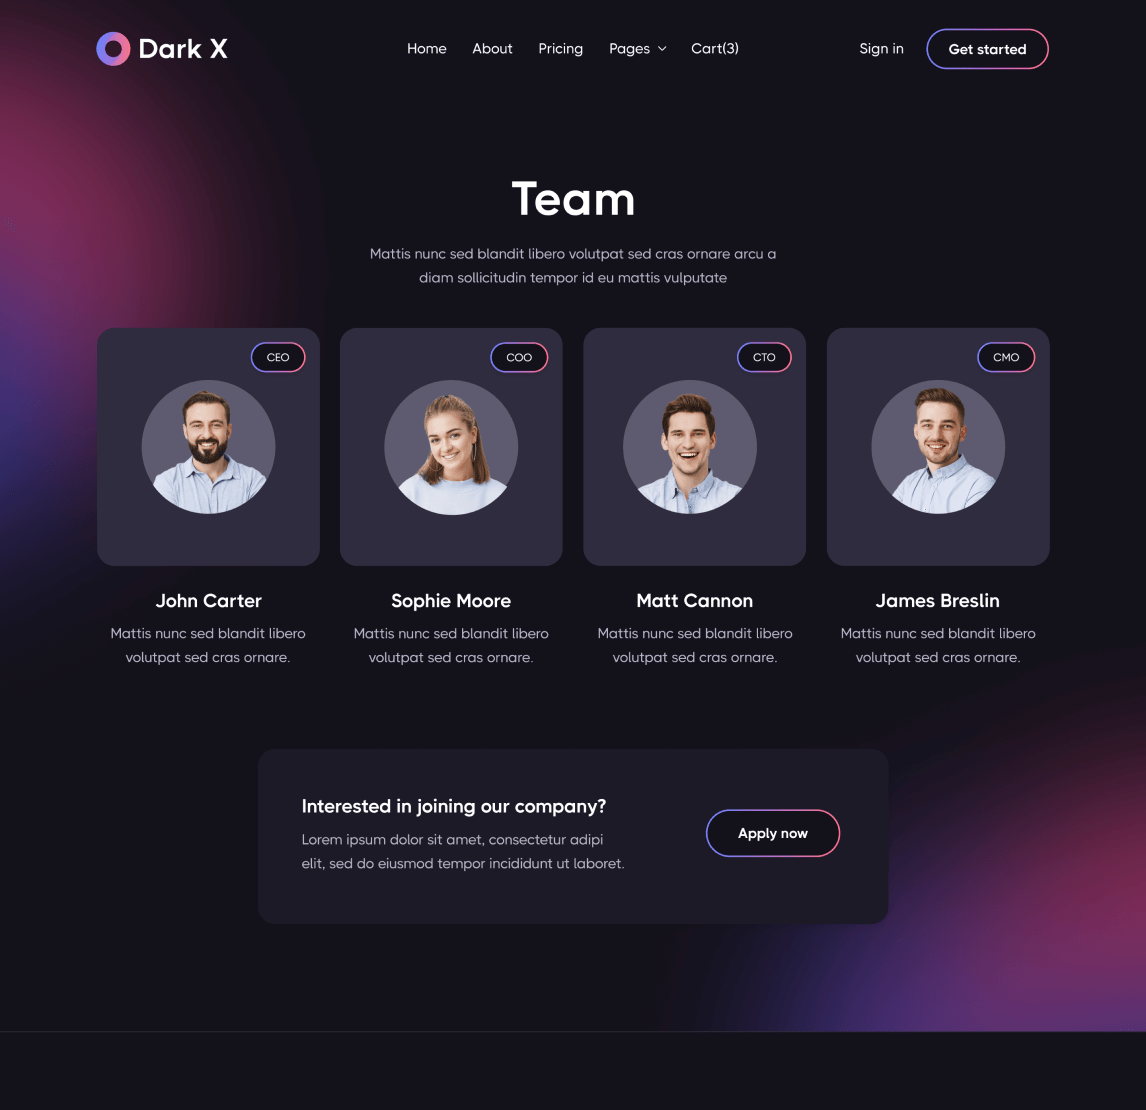 Dark X
Home About Pricing Pages Cart(3)
Sign in Get started
Team
Mattis nunc sed blandit libero volutpat sed cras ornare arcu a
diam sollicitudin tempor id eu mattis vulputate
CEO
COO
CTO
CMO
John Carter
Mattis nunc sed blandit libero
volutpat sed cras ornare.
Sophie Moore
Mattis nunc sed blandit libero
volutpat sed cras ornare.
Matt Cannon
Mattis nunc sed blandit libero
volutpat sed cras ornare.
James Breslin
Mattis nunc sed blandit libero
volutpat sed cras ornare.
Interested in joining our company?
Lorem ipsum dolor sit amet, consectetur adipi
elit, sed do eiusmod tempor incididunt ut laboret.
Apply now